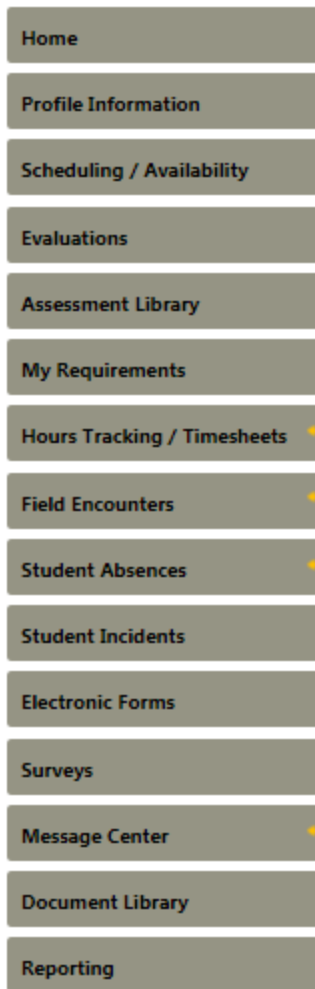 Home
Profile Information
Scheduling / Availability
Evaluations
Assessment Library
My Requirements
Hours Tracking / Timesheets
Field Encounters
Student Absences
Student Incidents
Electronic Forms
Surveys
Message Center
Document Library
Reporting